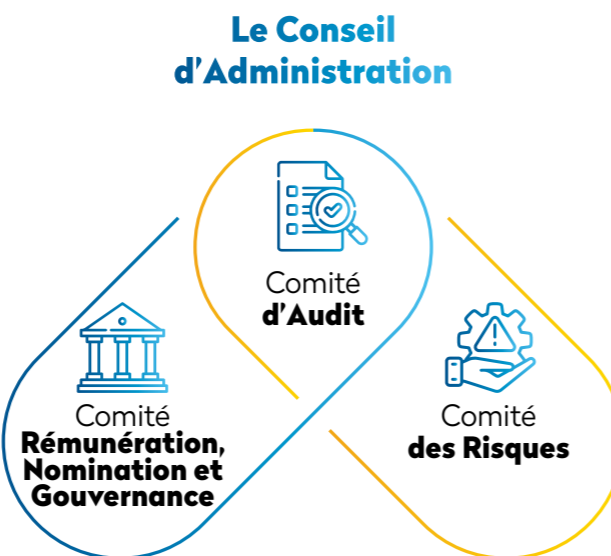 Le Conseil
d'Administration
Comité
d'Audit
Comité
Rémunération,
Nomination et
Gouvernance
Comité
des Risques